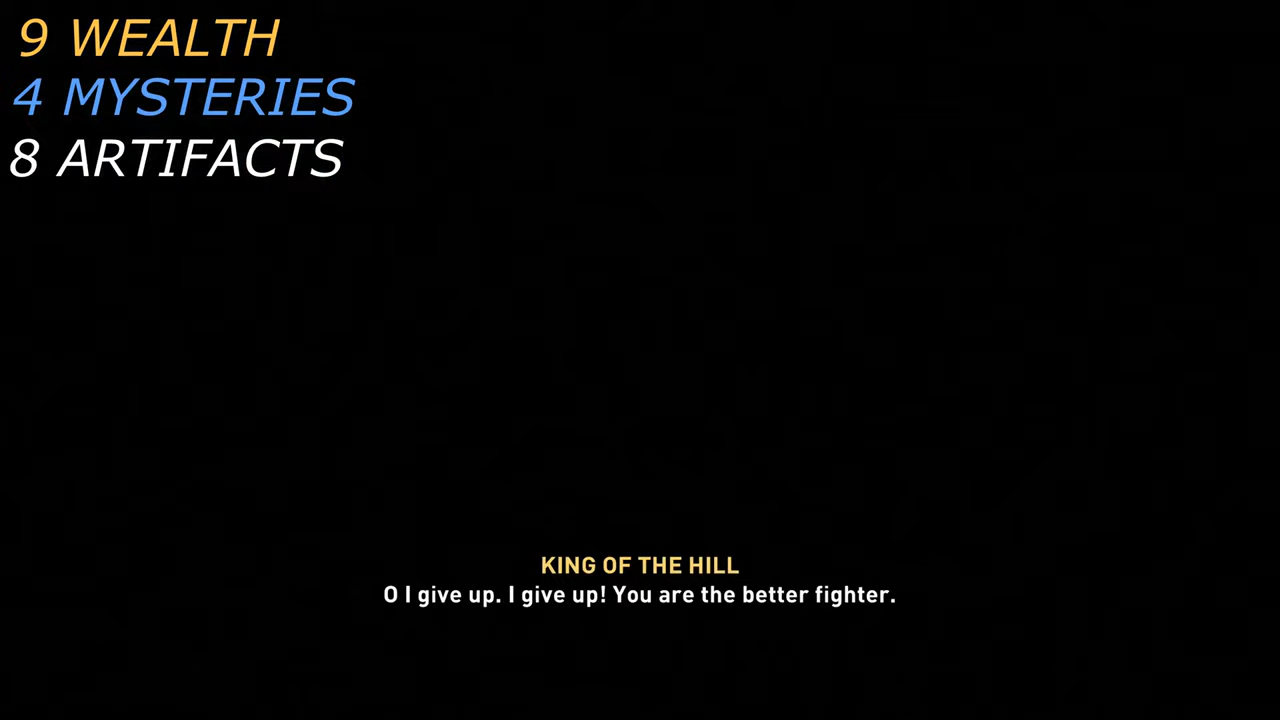 9 WEALTH
4 MYSTERIES
8 ARTIFACTS
KING OF THE HILL
O I give up. I give up! You are the better fighter.